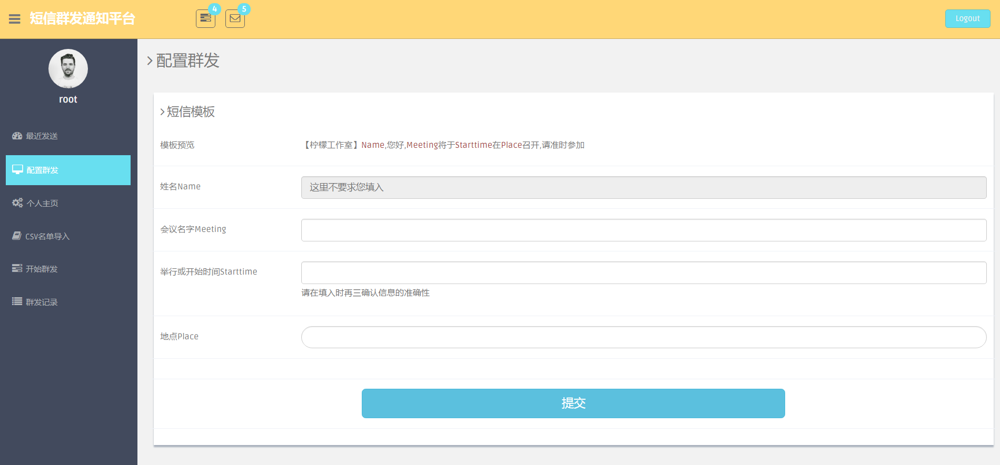 短信群发通知平台
4
5
Logout
root
最近发送
配置群发
个人主页
CSV名单导入
开始群发
群发记录
配置群发
短信模板
模板预览
【柠檬工作室】Name,您好,Meeting将于Starttime在Place召开,请准时参加
姓名Name
这里不要求您填入
会议名字Meeting
举行或开始时间Starttime
请在填入时再三确认信息的准确性
地点Place
提交